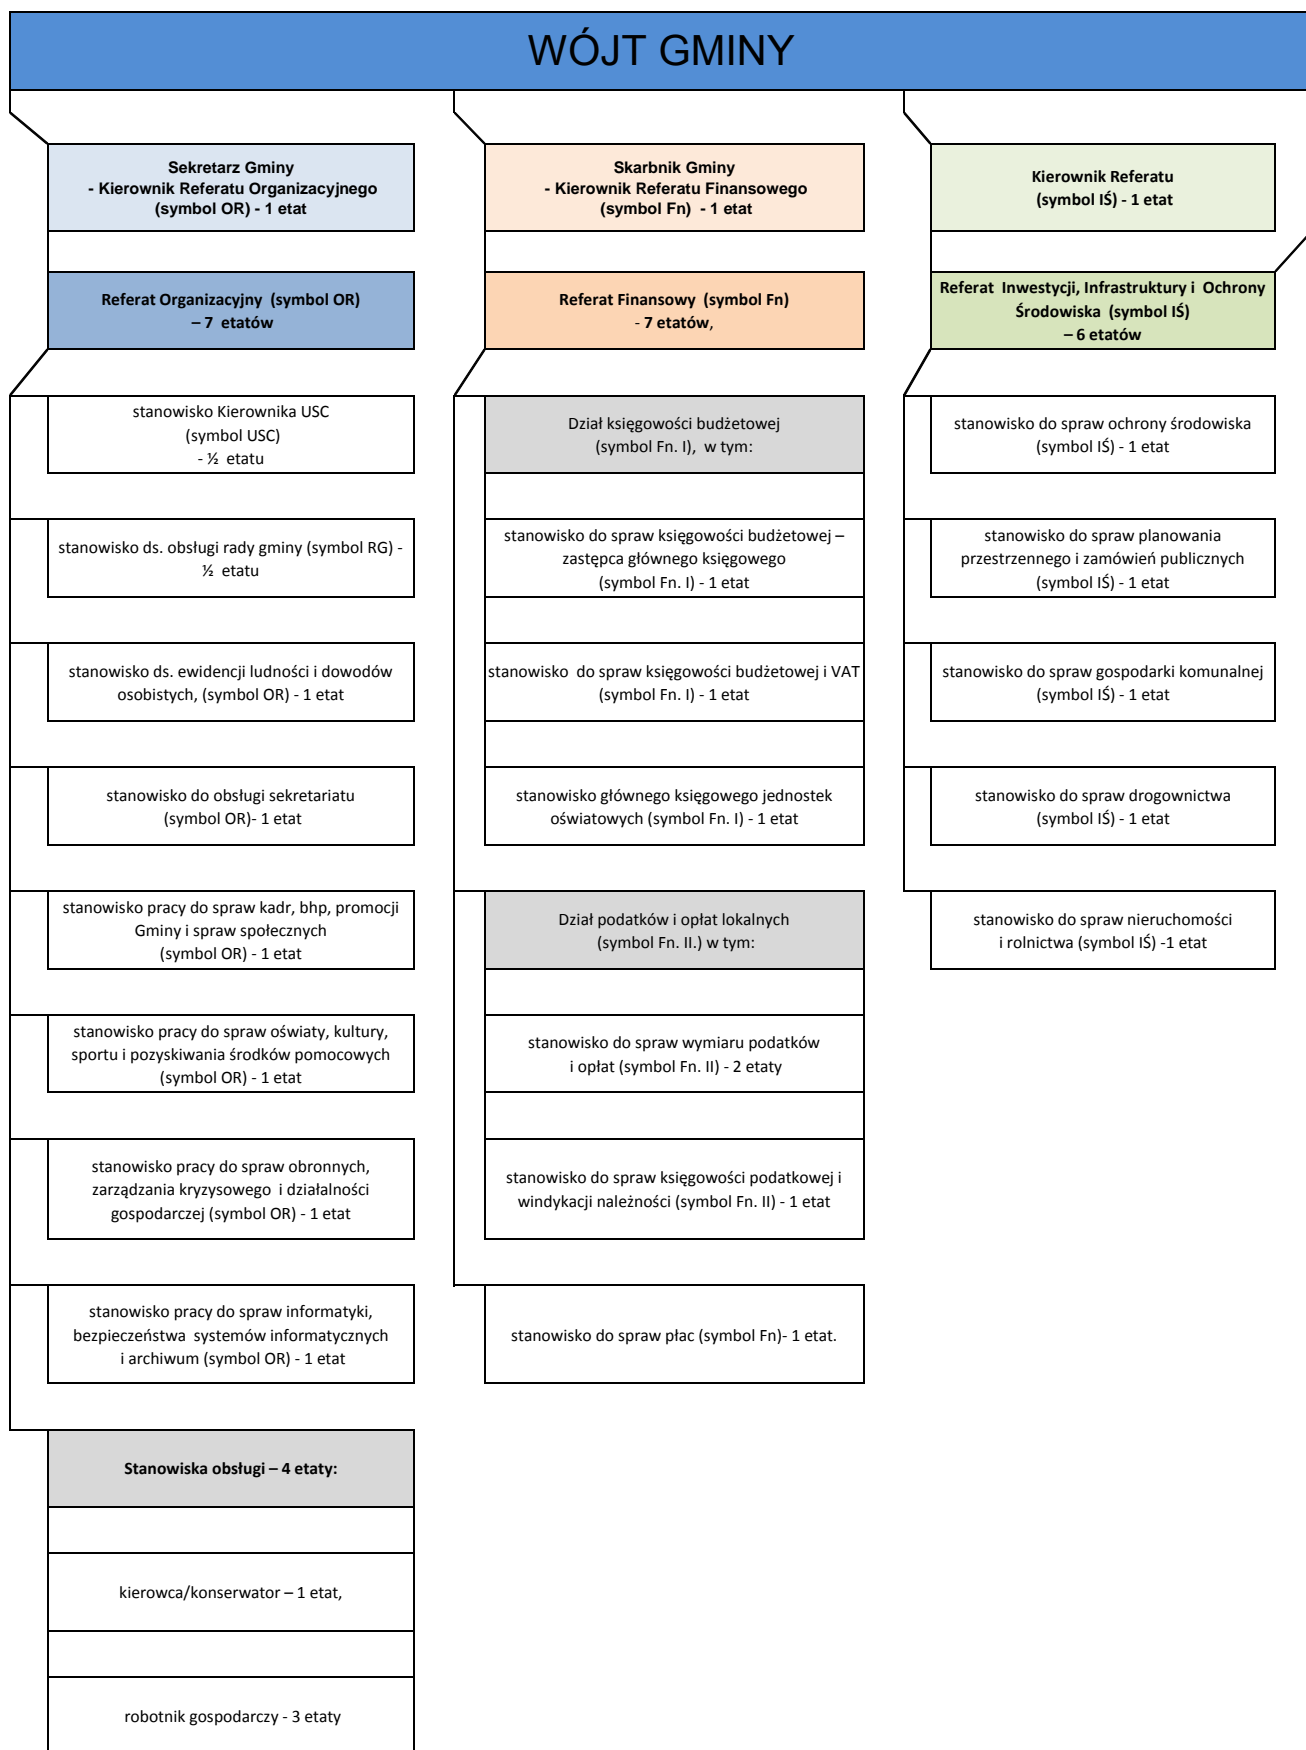 WÓJT GMINY
Sekretarz Gminy
- Kierownik Referatu Organizacyjnego
(symbol OR) - 1 etat
Referat Organizacyjny (symbol OR)
– 7 etatów
stanowisko Kierownika USC
(symbol USC)
- ½ etatu
stanowisko ds. obsługi rady gminy (symbol RG) -
½ etatu
stanowisko ds. ewidencji ludności i dowodów
osobistych, (symbol OR) - 1 etat
stanowisko do obsługi sekretariatu
(symbol OR)- 1 etat
stanowisko pracy do spraw kadr, bhp, promocji
Gminy i spraw społecznych
(symbol OR) - 1 etat
stanowisko pracy do spraw oświaty, kultury,
sportu i pozyskiwania środków pomocowych
(symbol OR) - 1 etat
stanowisko pracy do spraw obronnych,
zarządzania kryzysowego i działalności
gospodarczej (symbol OR) - 1 etat
stanowisko pracy do spraw informatyki,
bezpieczeństwa systemów informatycznych
i archiwum (symbol OR) - 1 etat
Stanowiska obsługi – 4 etaty:
kierowca/konserwator – 1 etat,
robotnik gospodarczy - 3 etaty
Skarbnik Gminy
- Kierownik Referatu Finansowego
(symbol Fn) - 1 etat
Referat Finansowy (symbol Fn)
- 7 etatów,
Dział księgowości budżetowej
(symbol Fn. I), w tym:
stanowisko do spraw księgowości budżetowej –
zastępca głównego księgowego
(symbol Fn. I) - 1 etat
stanowisko do spraw księgowości budżetowej i VAT
(symbol Fn. I) - 1 etat
stanowisko głównego księgowego jednostek
oświatowych (symbol Fn. I) - 1 etat
Dział podatków i opłat lokalnych
(symbol Fn. II.) w tym:
stanowisko do spraw wymiaru podatków
i opłat (symbol Fn. II) - 2 etaty
stanowisko do spraw księgowości podatkowej i
windykacji należności (symbol Fn. II) - 1 etat
stanowisko do spraw płac (symbol Fn)- 1 etat.
Kierownik Referatu
(symbol IŚ) - 1 etat
Referat Inwestycji, Infrastruktury i Ochrony
Środowiska (symbol IŚ)
– 6 etatów
stanowisko do spraw ochrony środowiska
(symbol IŚ) - 1 etat
stanowisko do spraw planowania
przestrzennego i zamówień publicznych
(symbol IŚ) - 1 etat
stanowisko do spraw gospodarki komunalnej
(symbol IŚ) - 1 etat
stanowisko do spraw drogownictwa
(symbol IŚ) - 1 etat
stanowisko do spraw nieruchomości
i rolnictwa (symbol IŚ) -1 etat